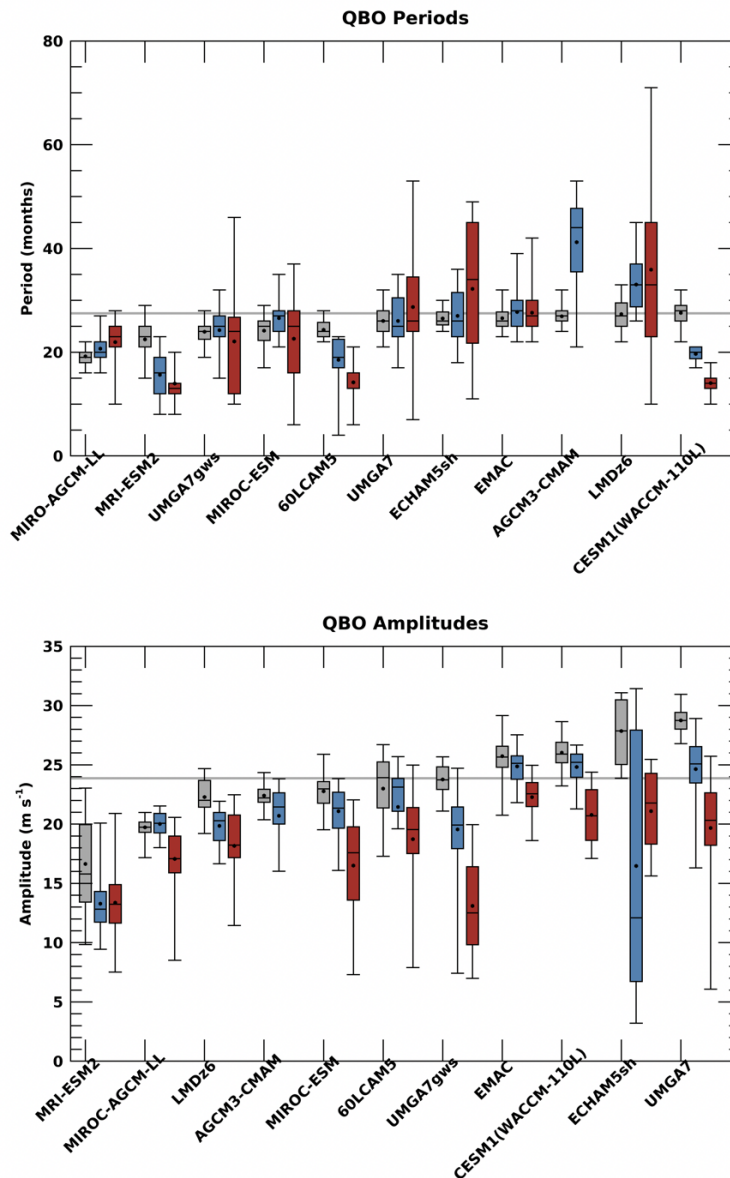 QBO Periods
80
60
40
20
0
Period (months)
MIRO-AGCM-LL
MRI-ESM2
UMGA7gws
MIROC-ESM
60LCAM5
UMGA7
ECHAM5sh
EMAC
AGCM3-CMAM
LMDz6
CESM1(WACCM-110L)
QBO Amplitudes
35
30
25
20
15
10
5
0
Amplitude (m s⁻¹)
MRI-ESM2
MIROC-AGCM-LL
LMDz6
AGCM3-CMAM
MIROC-ESM
60LCAM5
UMGA7gws
EMAC
CESM1(WACCM-110L)
ECHAM5sh
UMGA7